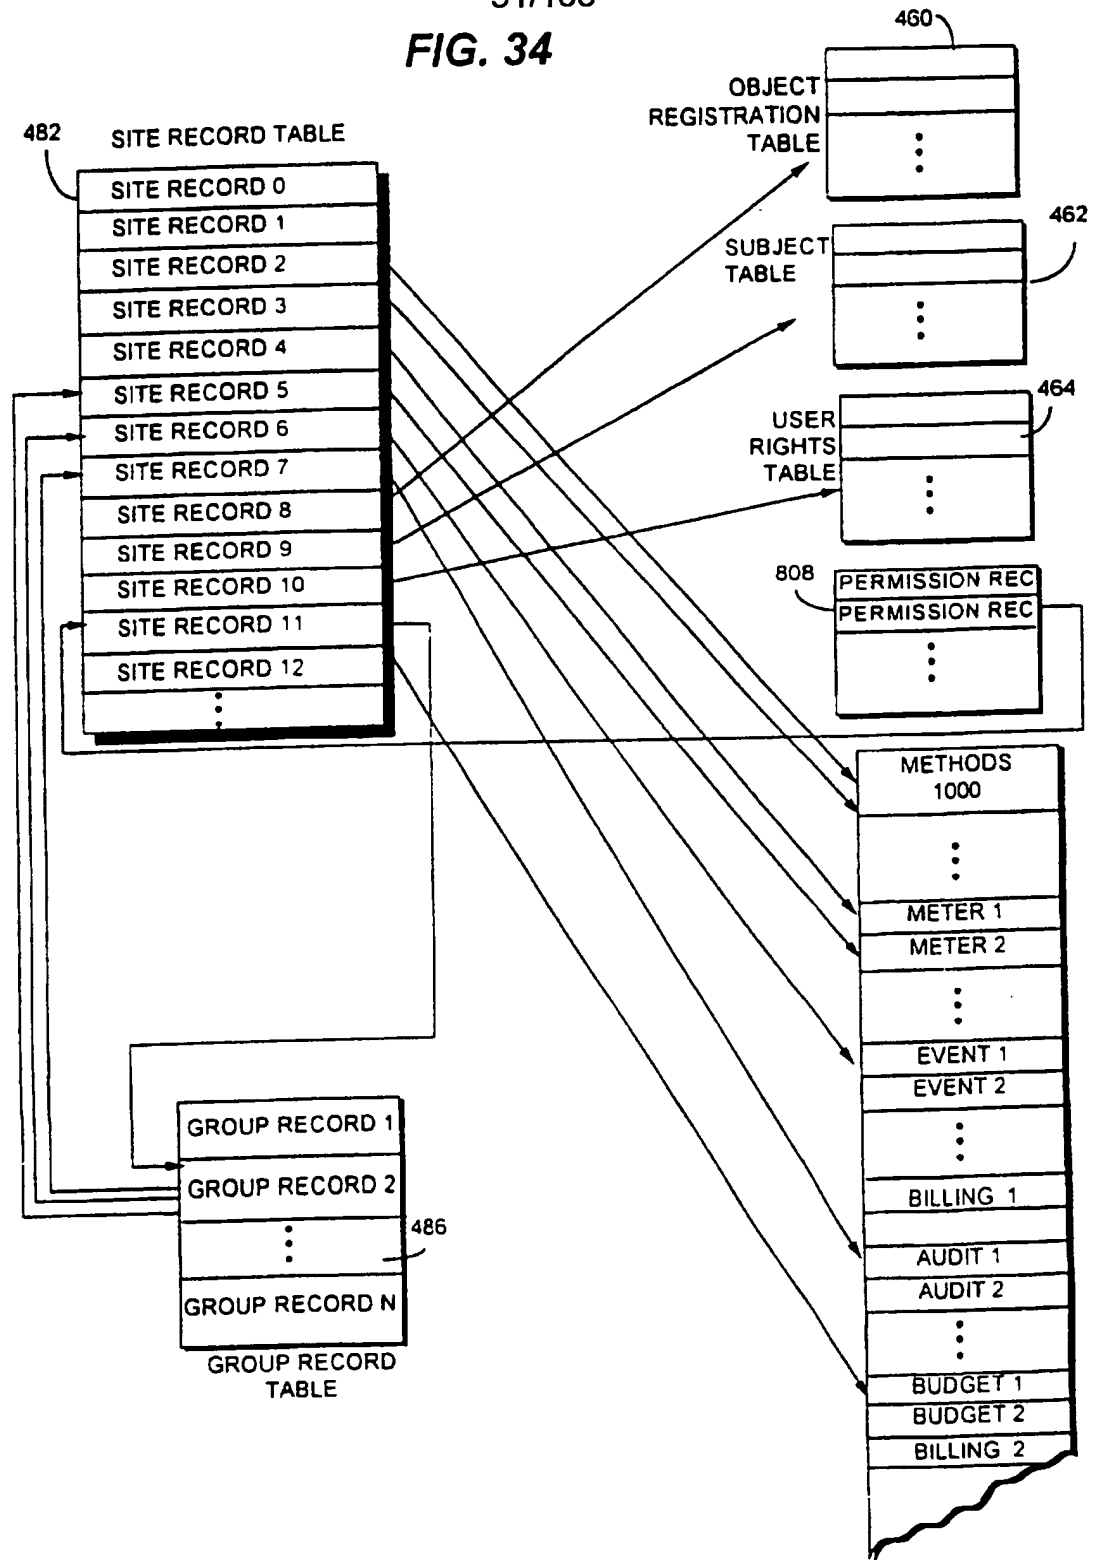 FIG. 34
460
OBJECT
REGISTRATION
TABLE
482
SITE RECORD TABLE
SITE RECORD 0
SITE RECORD 1
SITE RECORD 2
SITE RECORD 3
SITE RECORD 4
SITE RECORD 5
SITE RECORD 6
SITE RECORD 7
SITE RECORD 8
SITE RECORD 9
SITE RECORD 10
SITE RECORD 11
SITE RECORD 12
SUBJECT
TABLE
462
USER
RIGHTS
TABLE
464
808
PERMISSION REC
PERMISSION REC
METHODS
1000
METER 1
METER 2
EVENT 1
EVENT 2
BILLING 1
AUDIT 1
AUDIT 2
BUDGET 1
BUDGET 2
BILLING 2
GROUP RECORD 1
GROUP RECORD 2
486
GROUP RECORD N
GROUP RECORD
TABLE